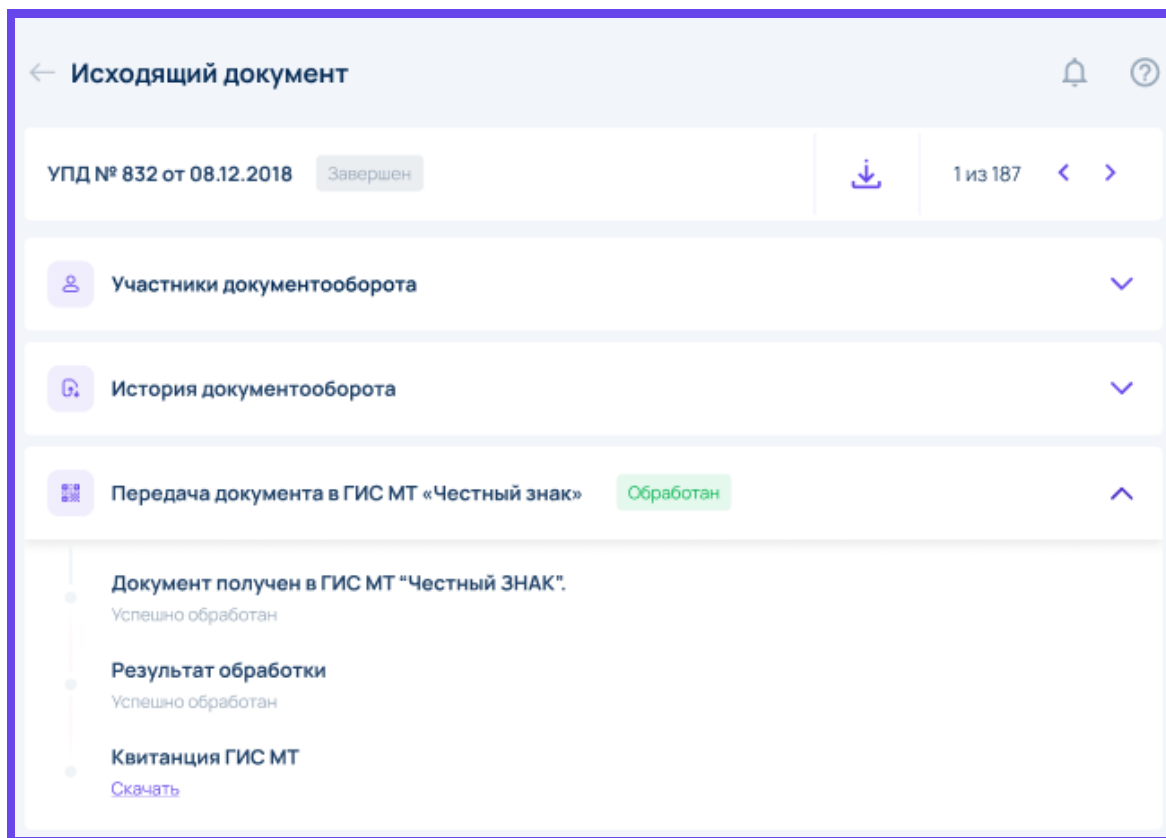 Исходящий документ
УПД № 832 от 08.12.2018 Завершен 1 из 187
Участники документооборота
История документооборота
Передача документа в ГИС МТ «Честный знак» Обработан
Документ получен в ГИС МТ “Честный ЗНАК”.
Успешно обработан
Результат обработки
Успешно обработан
Квитанция ГИС МТ
Скачать